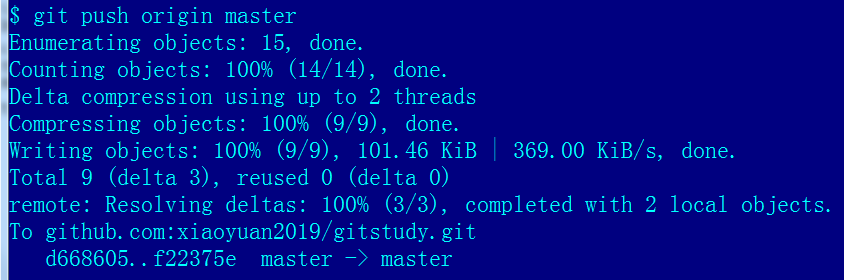 $ git push origin master
Enumerating objects: 15, done.
Counting objects: 100% (14/14), done.
Delta compression using up to 2 threads
Compressing objects: 100% (9/9), done.
Writing objects: 100% (9/9), 101.46 KiB | 369.00 KiB/s, done.
Total 9 (delta 3), reused 0 (delta 0)
remote: Resolving deltas: 100% (3/3), completed with 2 local objects.
To github.com:xiaoyuan2019/gitstudy.git
   d668605..f22375e  master -> master